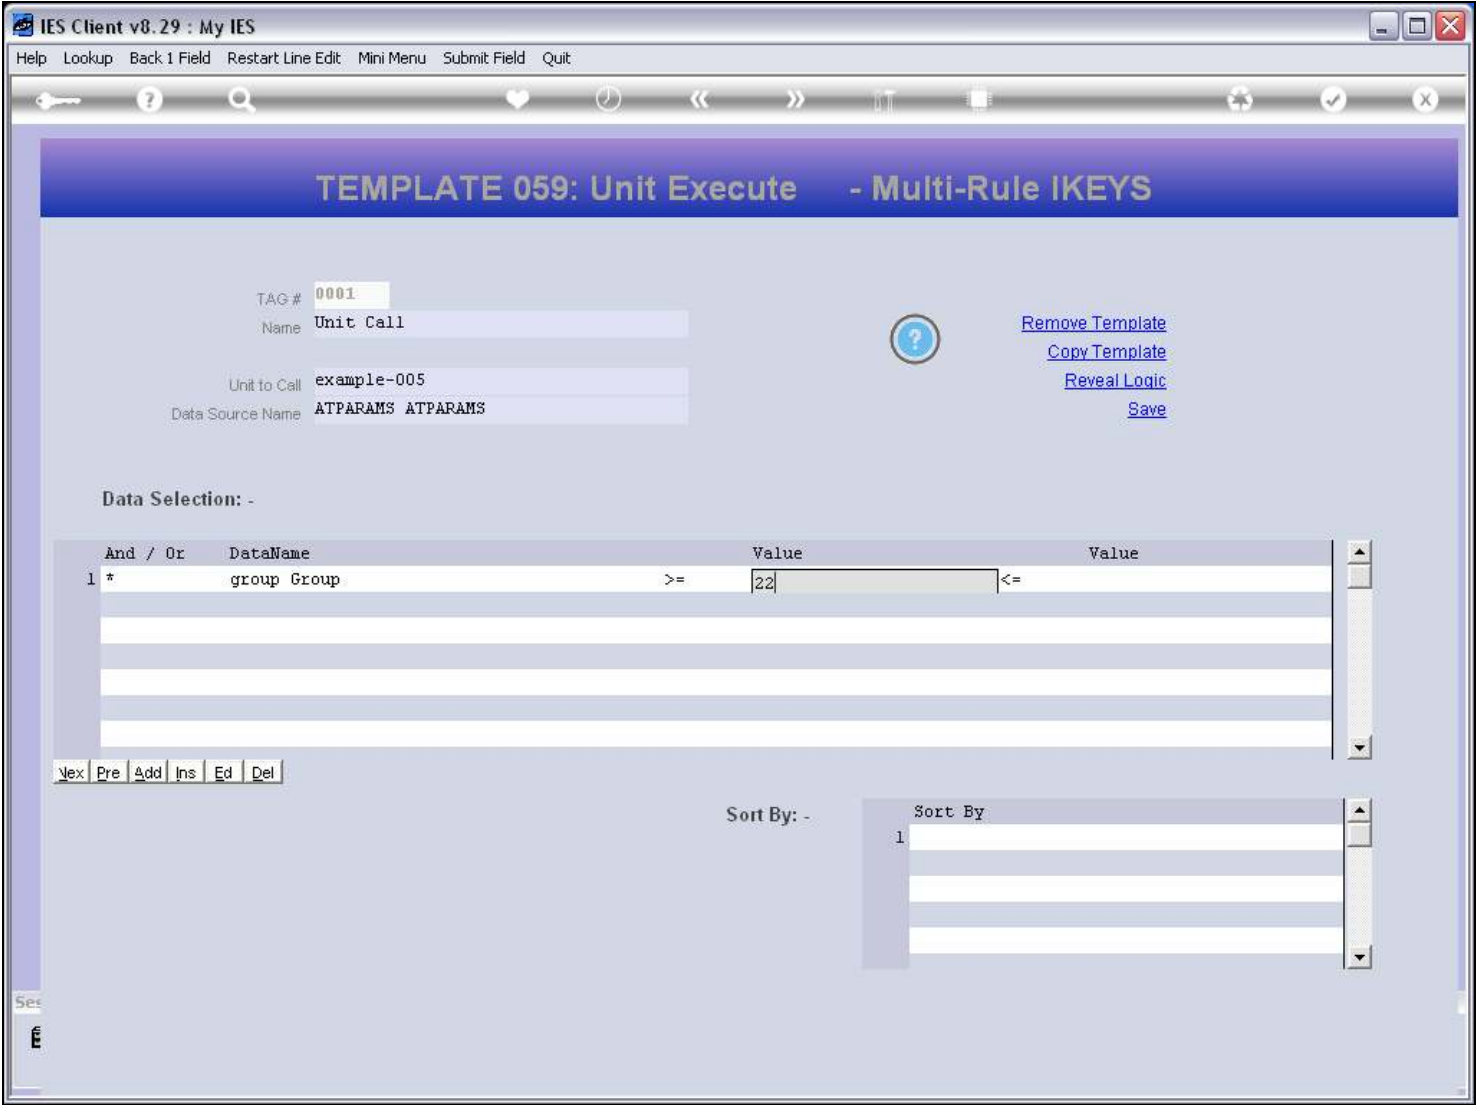 IES Client v8.29 : My IES
Help Lookup Back 1 Field Restart Line Edit Mini Menu Submit Field Quit
TEMPLATE 059: Unit Execute - Multi-Rule IKEYS
TAG # 0001
Name Unit Call
Remove Template
Copy Template
Unit to Call example-005
Reveal Logic
Data Source Name ATPARAMS ATPARAMS
Save
Data Selection: -
And / Or DataName Value Value
1 * group Group >= 22 <=
Nex Pre Add Ins Ed Del
Sort By: -
Sort By
1
Ses